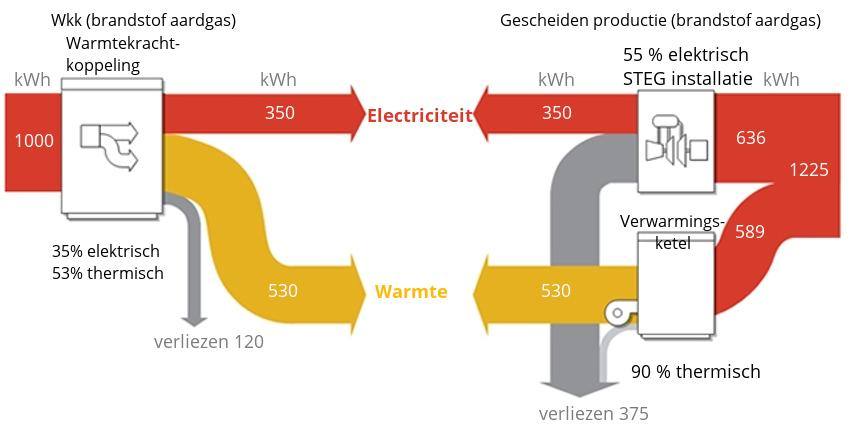 Wkk (brandstof aardgas)
Warmtekracht-
koppeling
kWh
kWh
1000
350
530
35% elektrisch
53% thermisch
verliezen 120
Electriciteit
Warmte
Gescheiden productie (brandstof aardgas)
55 % elektrisch
STEG installatie
kWh
kWh
350
636
1225
Verwarmings-
ketel
589
530
90 % thermisch
verliezen 375